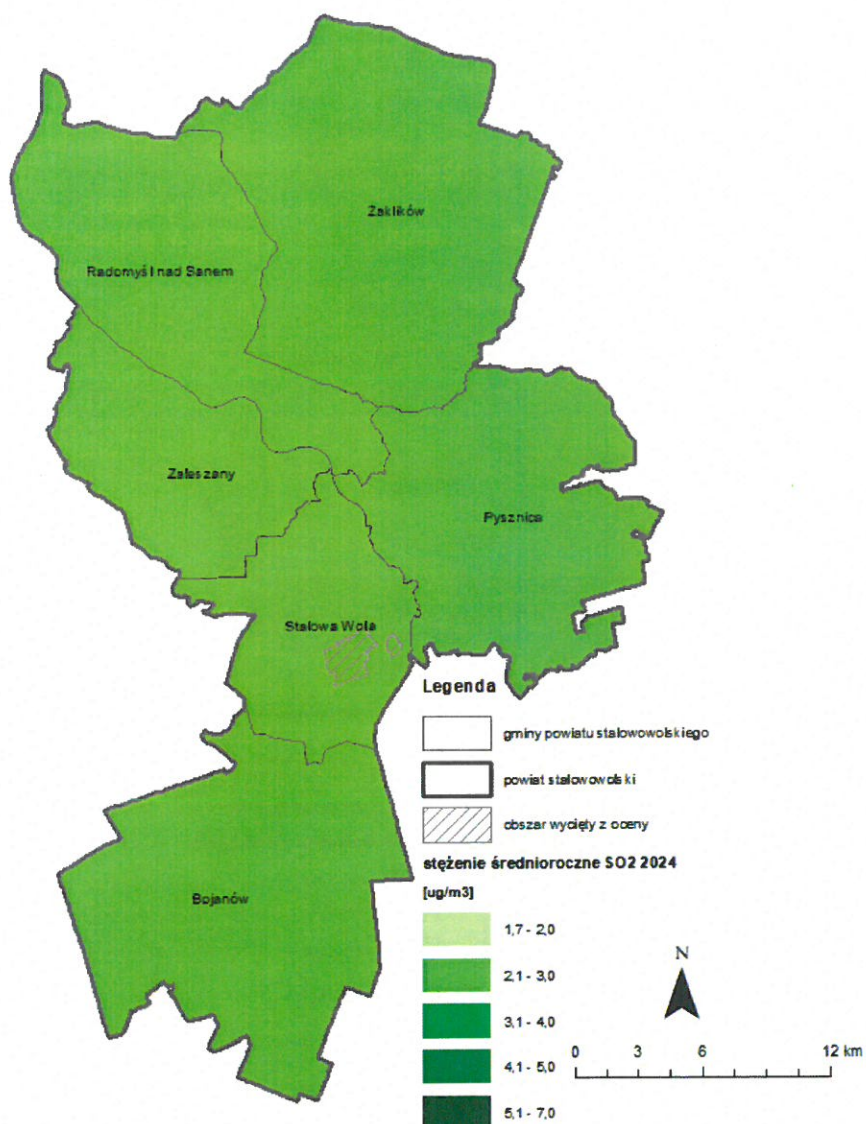 Zaklików
Radomyśl nad Sanem
Zaleszany
Pysznica
Stalowa Wola
Bojanów
Legenda
gminy powiatu stalowowolskiego
powiat stalowowolski
obszar wycięty z oceny
stężenie średnioroczne SO2 2024
[ug/m3]
1,7 - 2,0
2,1 - 3,0
3,1 - 4,0
4,1 - 5,0
5,1 - 7,0
N
0 3 6 12 km